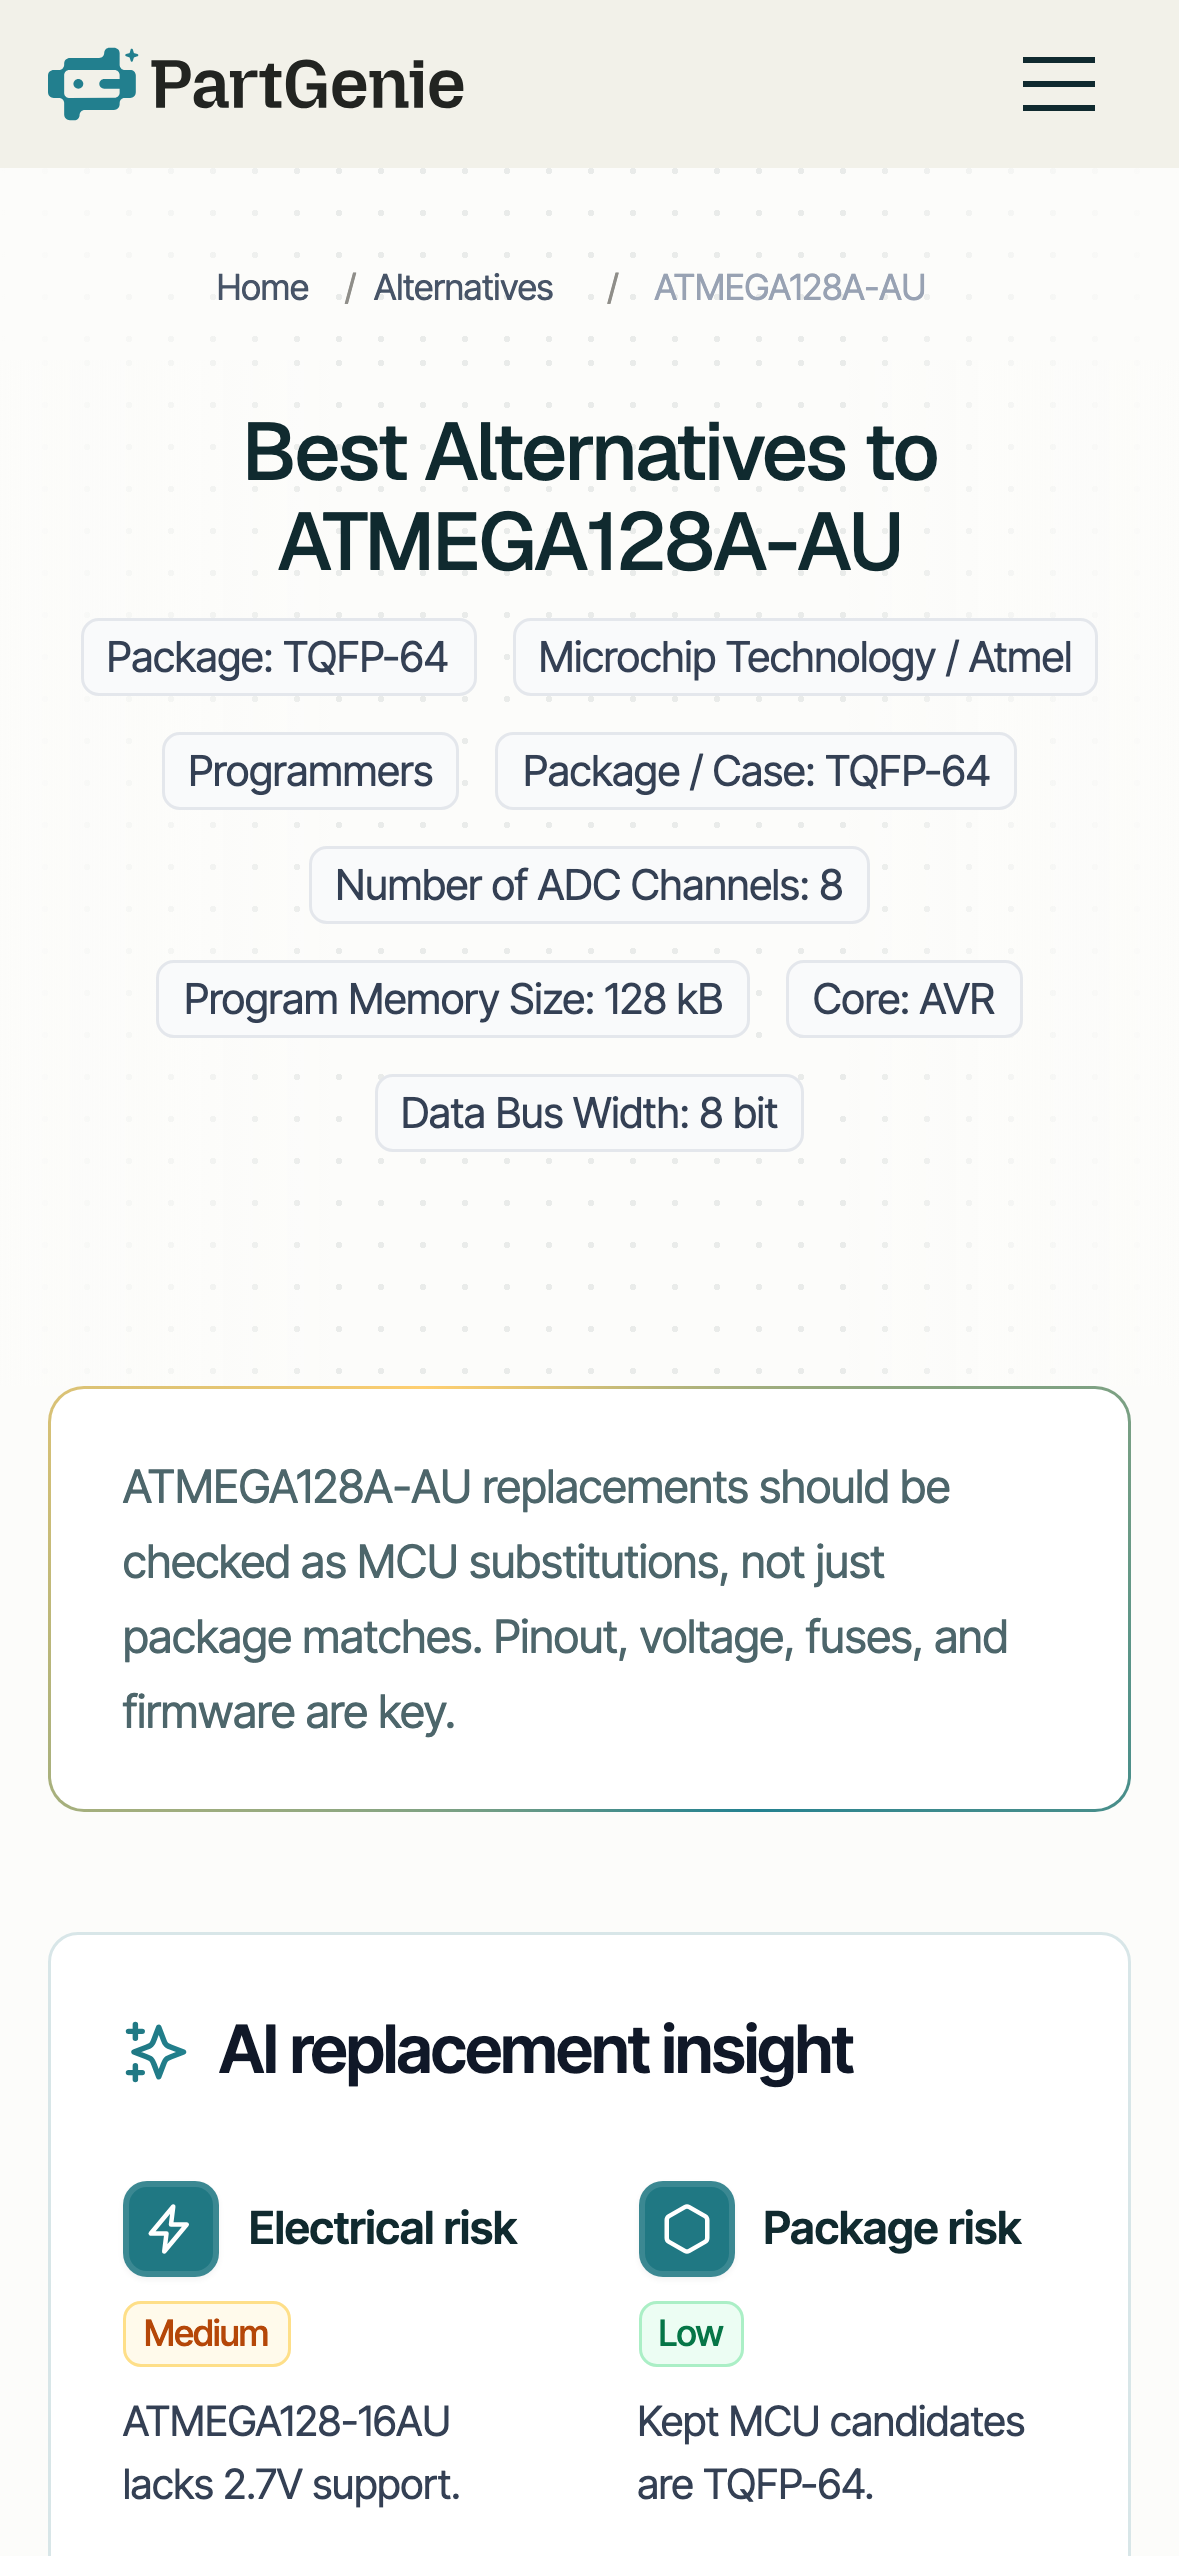 PartGenie
Home / Alternatives / ATMEGA128A-AU
Best Alternatives to
ATMEGA128A-AU
Package: TQFP-64 Microchip Technology / Atmel
Programmers Package / Case: TQFP-64
Number of ADC Channels: 8
Program Memory Size: 128 kB Core: AVR
Data Bus Width: 8 bit
ATMEGA128A-AU replacements should be
checked as MCU substitutions, not just
package matches. Pinout, voltage, fuses, and
firmware are key.
AI replacement insight
Electrical risk
Medium
ATMEGA128-16AU
lacks 2.7V support.
Package risk
Low
Kept MCU candidates
are TQFP-64.